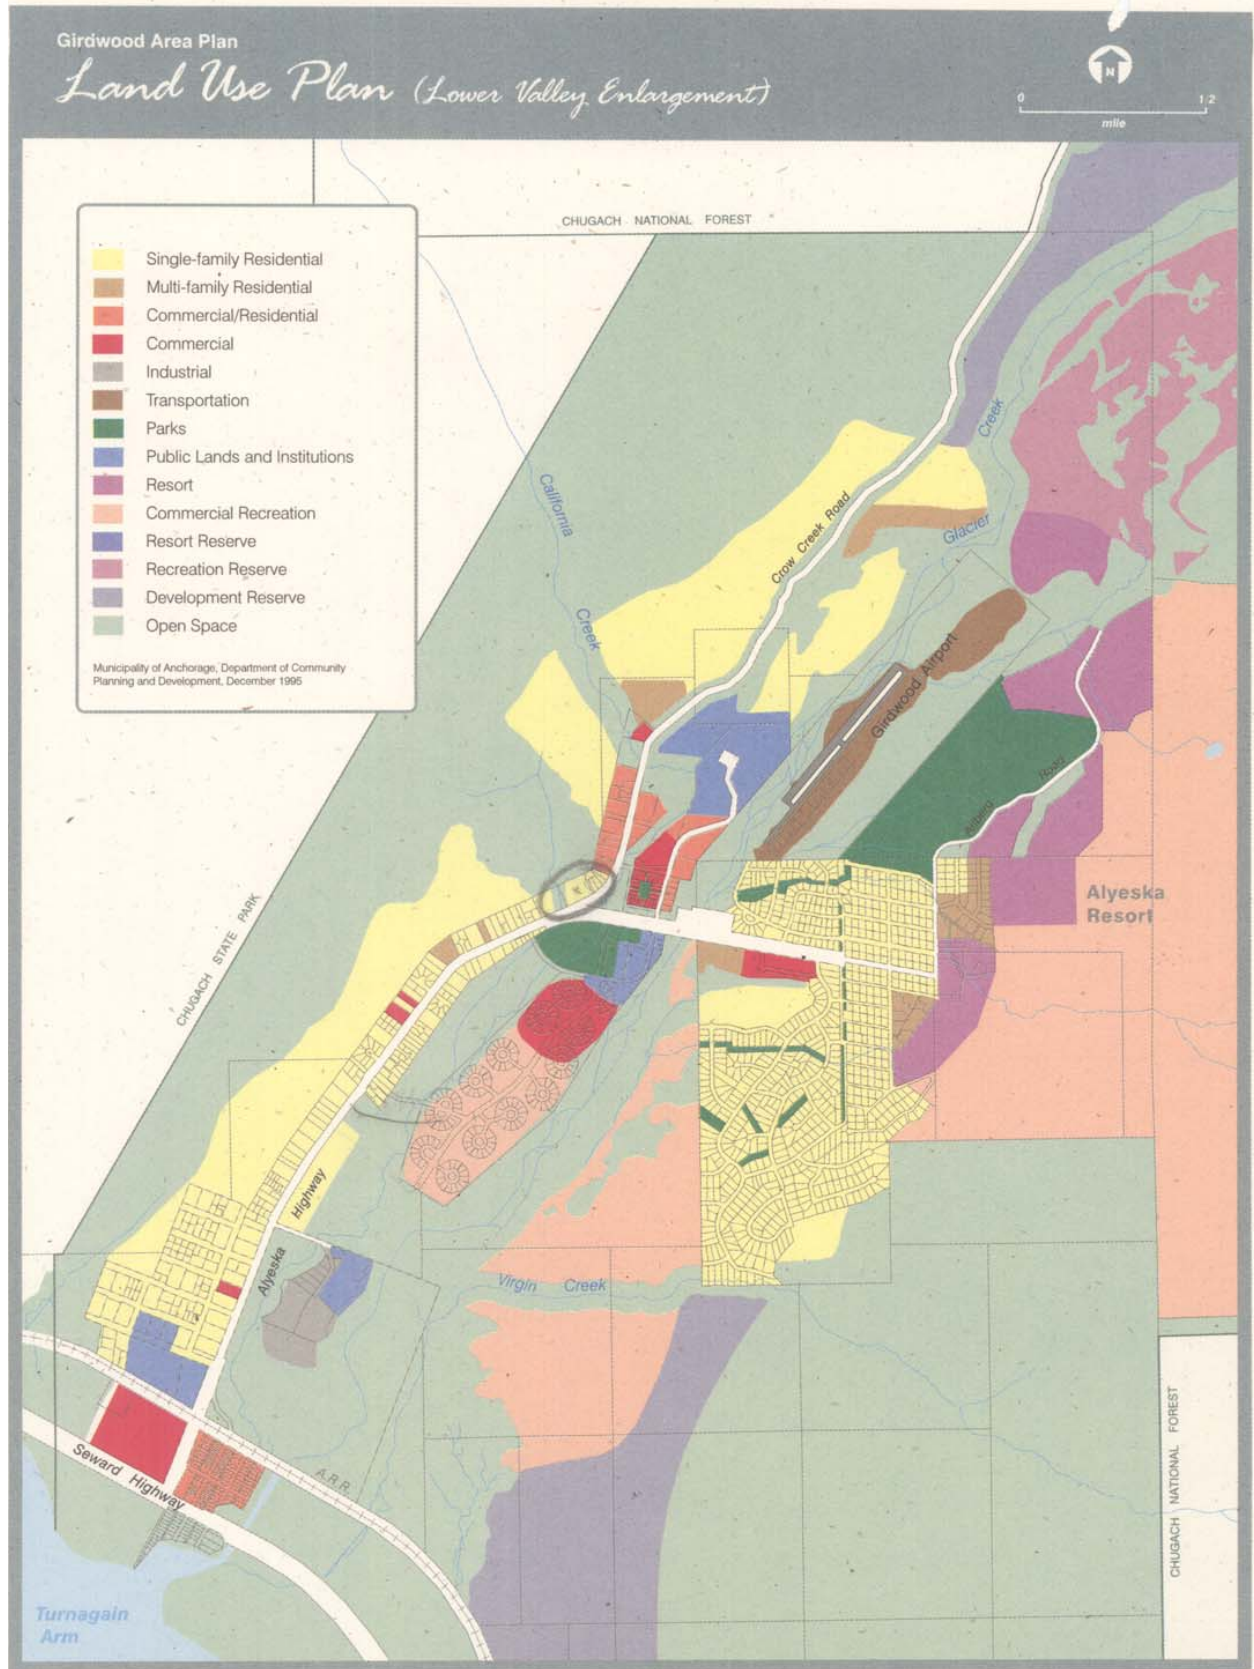 Girdwood Area Plan
Land Use Plan (Lower Valley Enlargement)
N
0 1/2
mile
CHUGACH NATIONAL FOREST
Single-family Residential
Multi-family Residential
Commercial/Residential
Commercial
Industrial
Transportation
Parks
Public Lands and Institutions
Resort
Commercial Recreation
Resort Reserve
Recreation Reserve
Development Reserve
Open Space
Municipality of Anchorage, Department of Community
Planning and Development, December 1995
California
Creek
Creek
Glacier
Crow Creek Road
Girdwood Airport
Road
Alyeska
Resort
CHUGACH STATE PARK
Highway
Alyeska
Virgin Creek
Seward Highway
A.R.R.
CHUGACH NATIONAL FOREST
Turnagain
Arm